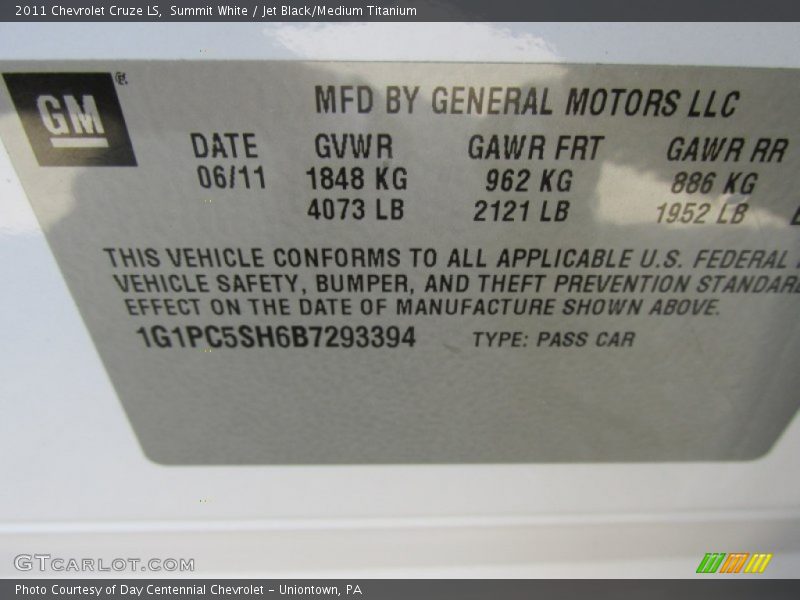 2011 Chevrolet Cruze LS,  Summit White / Jet Black/Medium Titanium
GM ®
MFD BY GENERAL MOTORS LLC
DATE GVWR GAWR FRT GAWR RR
06/11 1848 KG 962 KG 886 KG
4073 LB 2121 LB 1952 LB
THIS VEHICLE CONFORMS TO ALL APPLICABLE U.S. FEDERAL
VEHICLE SAFETY, BUMPER, AND THEFT PREVENTION STANDARD
EFFECT ON THE DATE OF MANUFACTURE SHOWN ABOVE.
1G1PC5SH6B7293394 TYPE: PASS CAR
GTCARLOT.COM
Photo Courtesy of Day Centennial Chevrolet - Uniontown, PA